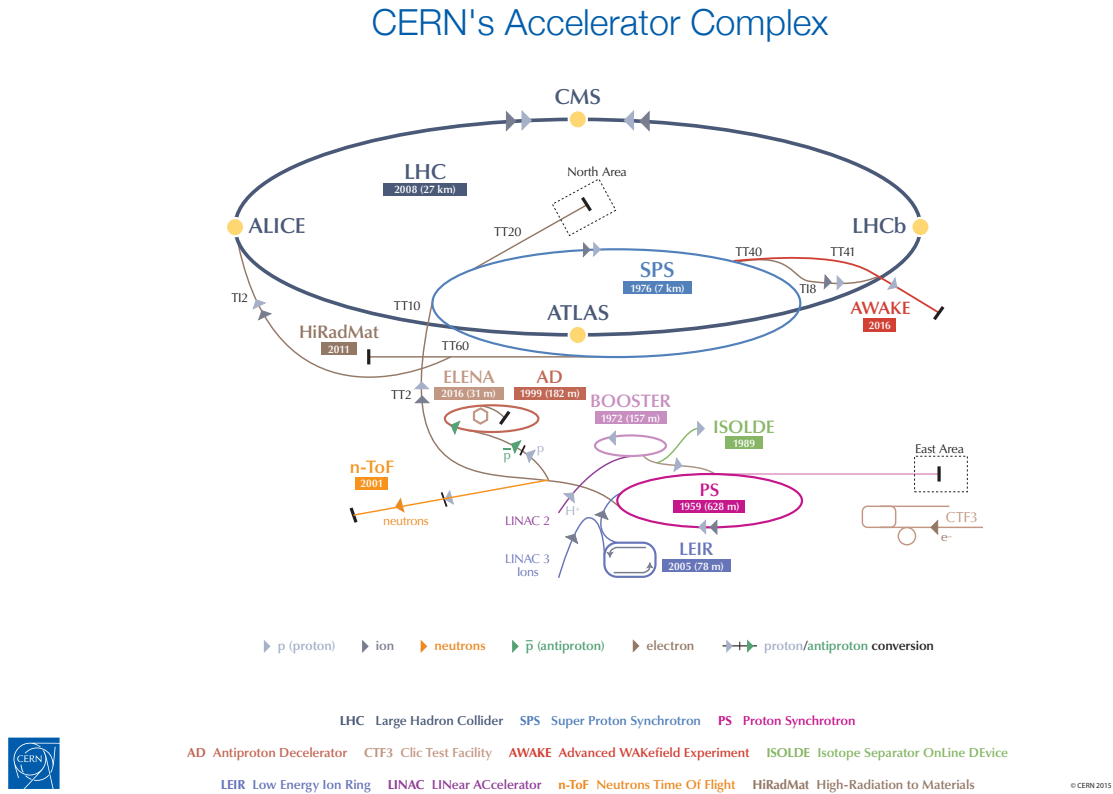 CERN's Accelerator Complex
CMS
LHC
2008 (27 km)
North Area
ALICE
LHCb
TT20
TT40
TT41
SPS
1976 (7 km)
TI2
TT10
TI8
ATLAS
AWAKE
2016
HiRadMat
2011
TT60
ELENA
2016 (31 m)
AD
1999 (182 m)
TT2
BOOSTER
1972 (157 m)
ISOLDE
1989
p̅
p
East Area
n-ToF
2001
neutrons
PS
1959 (628 m)
H+
LINAC 2
CTF3
e-
LEIR
2005 (78 m)
LINAC 3
Ions
p (proton) ion neutrons p̅ (antiproton) electron proton/antiproton conversion
LHC Large Hadron Collider SPS Super Proton Synchrotron PS Proton Synchrotron
AD Antiproton Decelerator CTF3 Clic Test Facility AWAKE Advanced WAKefield Experiment ISOLDE Isotope Separator OnLine DEvice
LEIR Low Energy Ion Ring LINAC LINear ACcelerator n-ToF Neutrons Time Of Flight HiRadMat High-Radiation to Materials
CERN
© CERN 2015